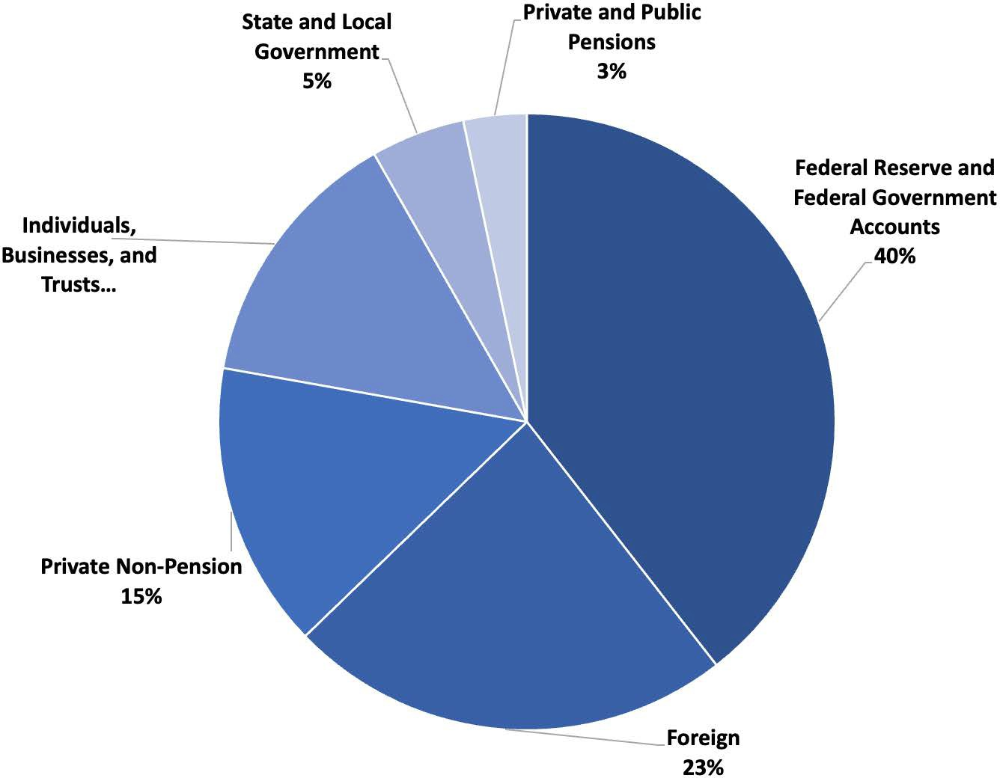 Private and Public
Pensions
3%
State and Local
Government
5%
Federal Reserve and
Federal Government
Accounts
40%
Individuals,
Businesses, and
Trusts...
Private Non-Pension
15%
Foreign
23%